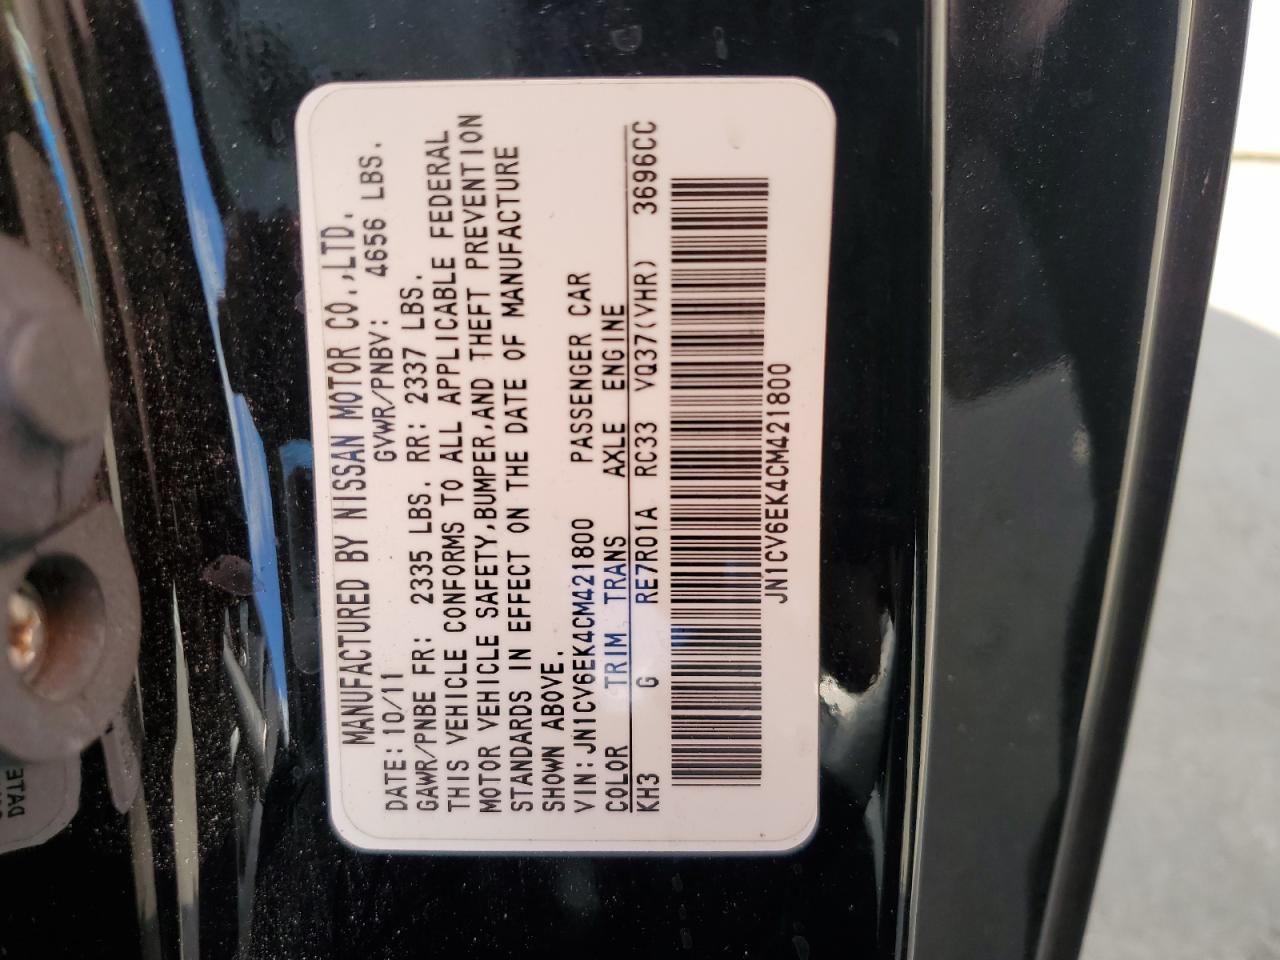 MANUFACTURED BY NISSAN MOTOR CO.,LTD.
DATE:10/11 GVWR/PNBV: 4656 LBS.
GAWR/PNBE FR: 2335 LBS. RR: 2337 LBS.
THIS VEHICLE CONFORMS TO ALL APPLICABLE FEDERAL
MOTOR VEHICLE SAFETY,BUMPER,AND THEFT PREVENTION
STANDARDS IN EFFECT ON THE DATE OF MANUFACTURE
SHOWN ABOVE.
VIN:JN1CV6EK4CM421800 PASSENGER CAR
COLOR TRIM TRANS AXLE ENGINE
KH3 G RE7R01A RC33 VQ37(VHR) 3696CC
JN1CV6EK4CM421800
DATE